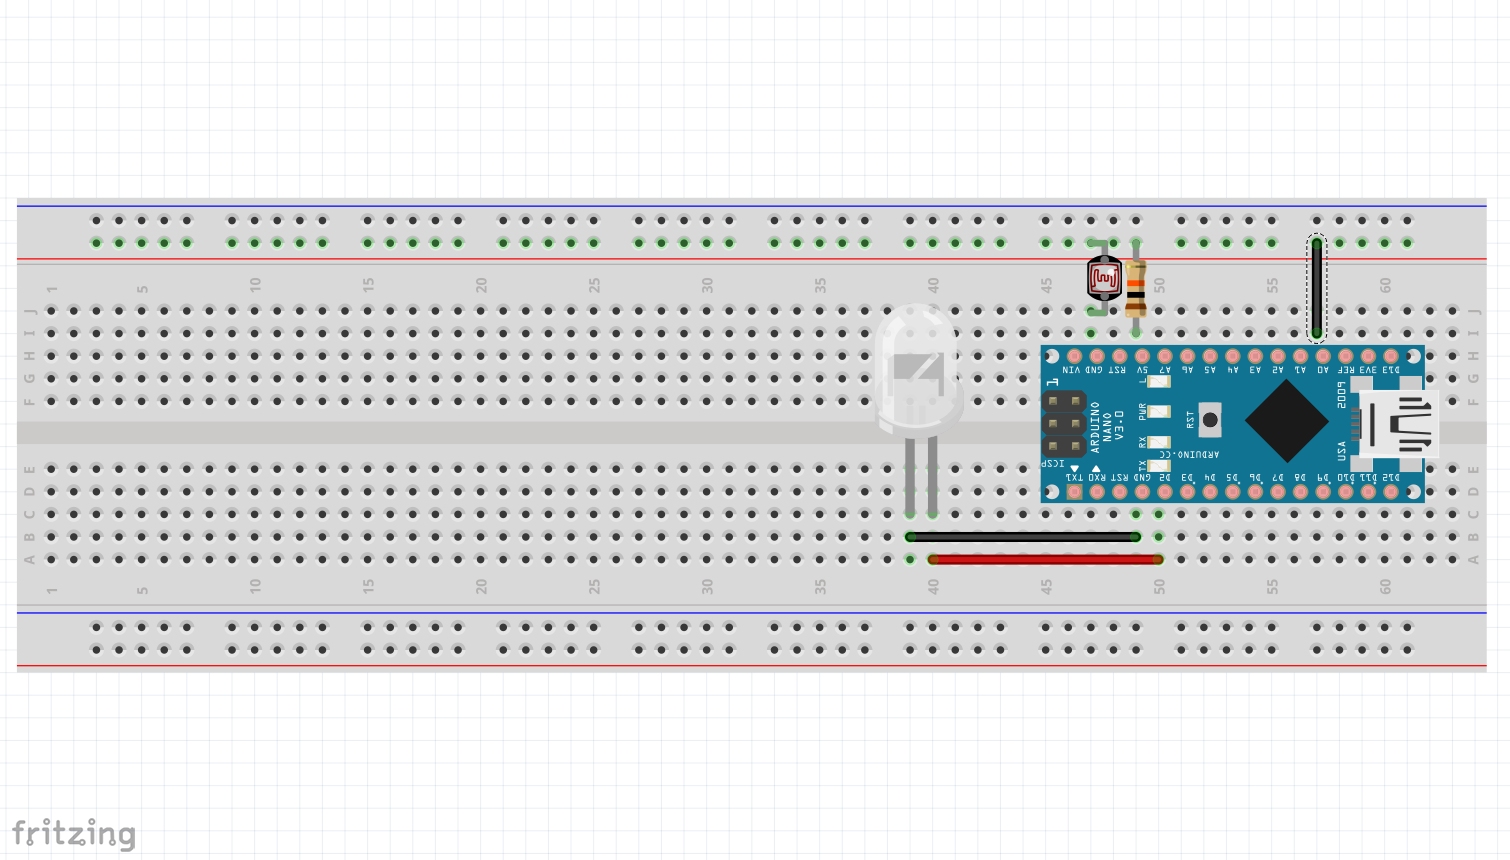 1 5 10 15 20 25 30 35 40 45 50 55 60
J J
I I
H H
G G
F F
VIN GND RST 5V A7 A6 A5 A4 A3 A2 A1 A0 REF 3V3 D13
1
L
PWR
RX
TX
RST
ARDUINO
NANO
V3.0
ARDUINO.CC
2009
USA
ICSP
TX1 RX0 RST GND D2 D3 D4 D5 D6 D7 D8 D9 D10 D11 D12
E E
D D
C C
B B
A A
1 5 10 15 20 25 30 35 40 45 50 55 60
fritzing